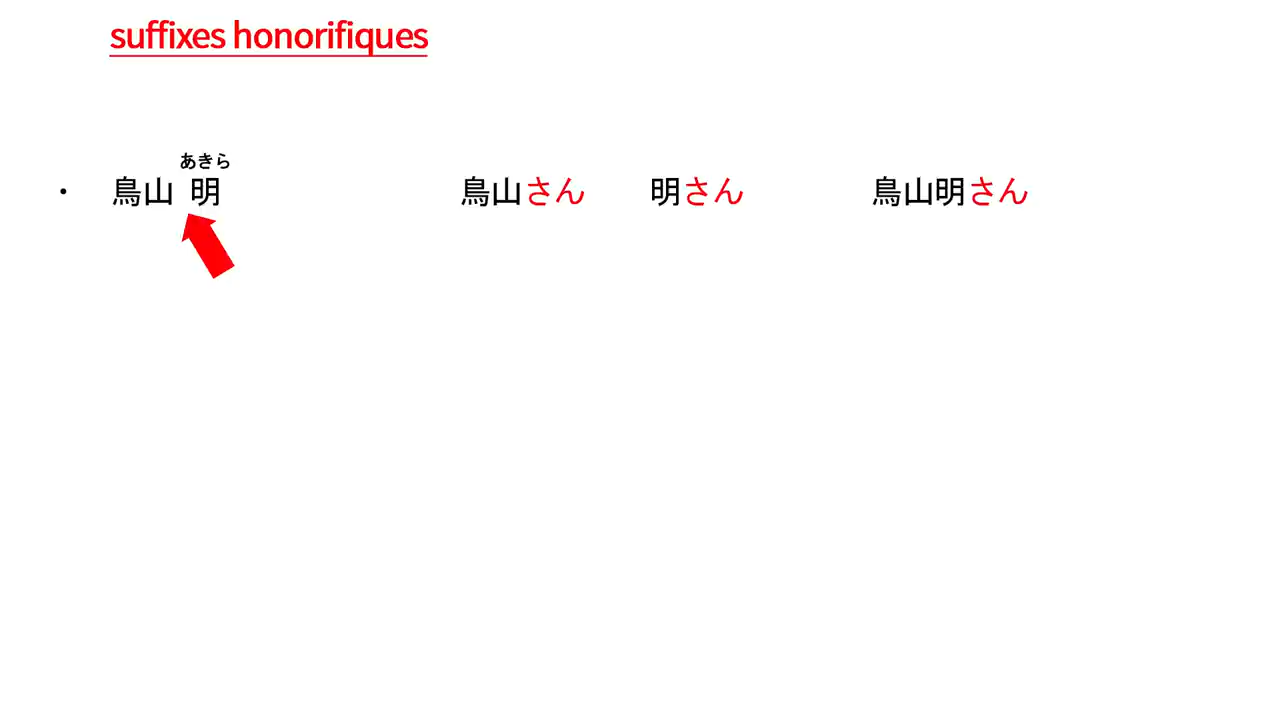 suffixes honorifiques
あきら
・ 鳥山 明 鳥山さん 明さん 鳥山明さん